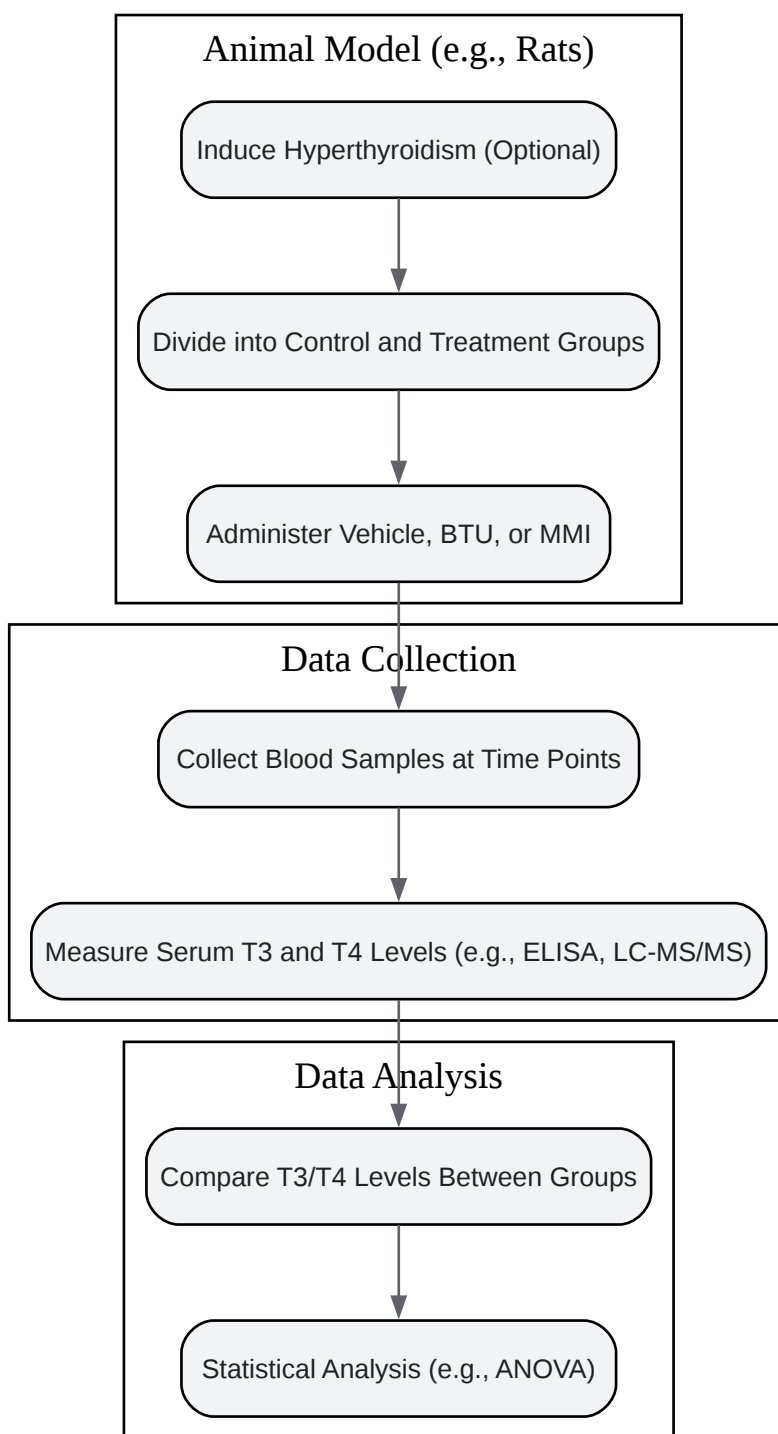 Animal Model (e.g., Rats)
Induce Hyperthyroidism (Optional)
Divide into Control and Treatment Groups
Administer Vehicle, BTU, or MMI
Data Collection
Collect Blood Samples at Time Points
Measure Serum T3 and T4 Levels (e.g., ELISA, LC-MS/MS)
Data Analysis
Compare T3/T4 Levels Between Groups
Statistical Analysis (e.g., ANOVA)